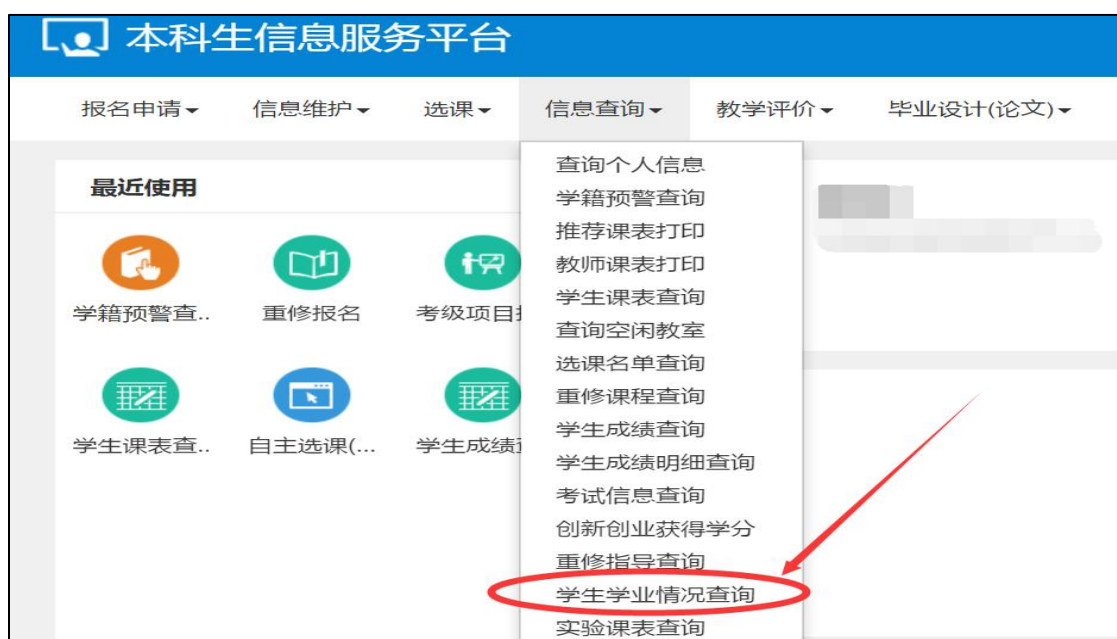 本科生信息服务平台
报名申请 信息维护 选课 信息查询 教学评价 毕业设计(论文)
最近使用
学籍预警查.. 重修报名 考级项目
学生课表查.. 自主选课(... 学生成绩
查询个人信息
学籍预警查询
推荐课表打印
教师课表打印
学生课表查询
查询空闲教室
选课名单查询
重修课程查询
学生成绩查询
学生成绩明细查询
考试信息查询
创新创业获得学分
重修指导查询
学生学业情况查询
实验课表查询